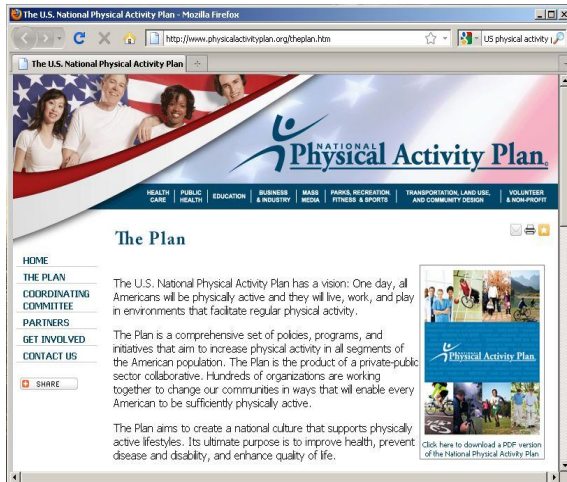 The U.S. National Physical Activity Plan - Mozilla Firefox
http://www.physicalactivityplan.org/theplan.htm
US physical activity
The U.S. National Physical Activity Plan
NATIONAL
Physical Activity Plan
HEALTH CARE
PUBLIC HEALTH
EDUCATION
BUSINESS & INDUSTRY
MASS MEDIA
PARKS, RECREATION, FITNESS & SPORTS
TRANSPORTATION, LAND USE, AND COMMUNITY DESIGN
VOLUNTEER & NON-PROFIT
The Plan
HOME
THE PLAN
COORDINATING
COMMITTEE
PARTNERS
GET INVOLVED
CONTACT US
SHARE
The U.S. National Physical Activity Plan has a vision: One day, all
Americans will be physically active and they will live, work, and play
in environments that facilitate regular physical activity.
The Plan is a comprehensive set of policies, programs, and
initiatives that aim to increase physical activity in all segments of
the American population. The Plan is the product of a private-public
sector collaborative. Hundreds of organizations are working
together to change our communities in ways that will enable every
American to be sufficiently physically active.
The Plan aims to create a national culture that supports physically
active lifestyles. Its ultimate purpose is to improve health, prevent
disease and disability, and enhance quality of life.
Physical Activity Plan
Click here to download a PDF version
of the National Physical Activity Plan